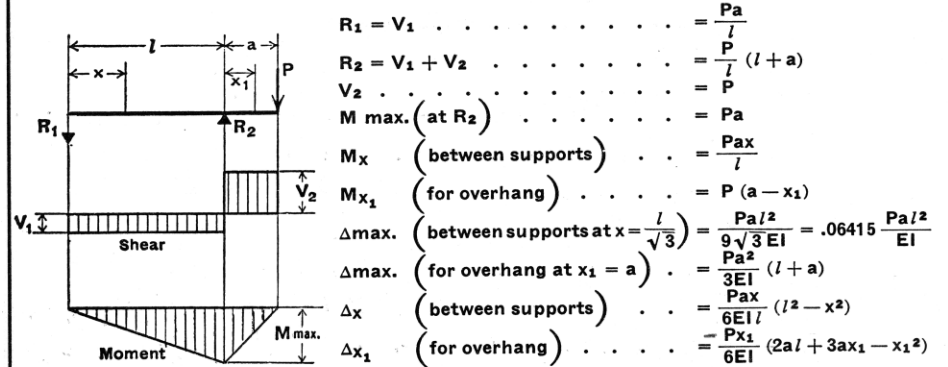 l
a
x
x₁
P
R₁
R₂
V₂
V₁
Shear
M max.
Moment
R₁ = V₁ . . . . . . . . . . . = Pa/l
R₂ = V₁ + V₂ . . . . . . . . . = P/l (l + a)
V₂ . . . . . . . . . . . . . = P
M max. (at R₂) . . . . . . = Pa
Mx (between supports) . . = Pax/l
Mx₁ (for overhang) . . . . = P (a – x₁)
Δmax. (between supports at x = l/√3) = Pal²/9√3 EI = .06415 Pal²/EI
Δmax. (for overhang at x₁ = a) . = Pa²/3EI (l + a)
Δx (between supports) . . = Pax/6EIl (l² – x²)
Δx₁ (for overhang) . . . . = Px₁/6EI (2al + 3ax₁ – x₁²)